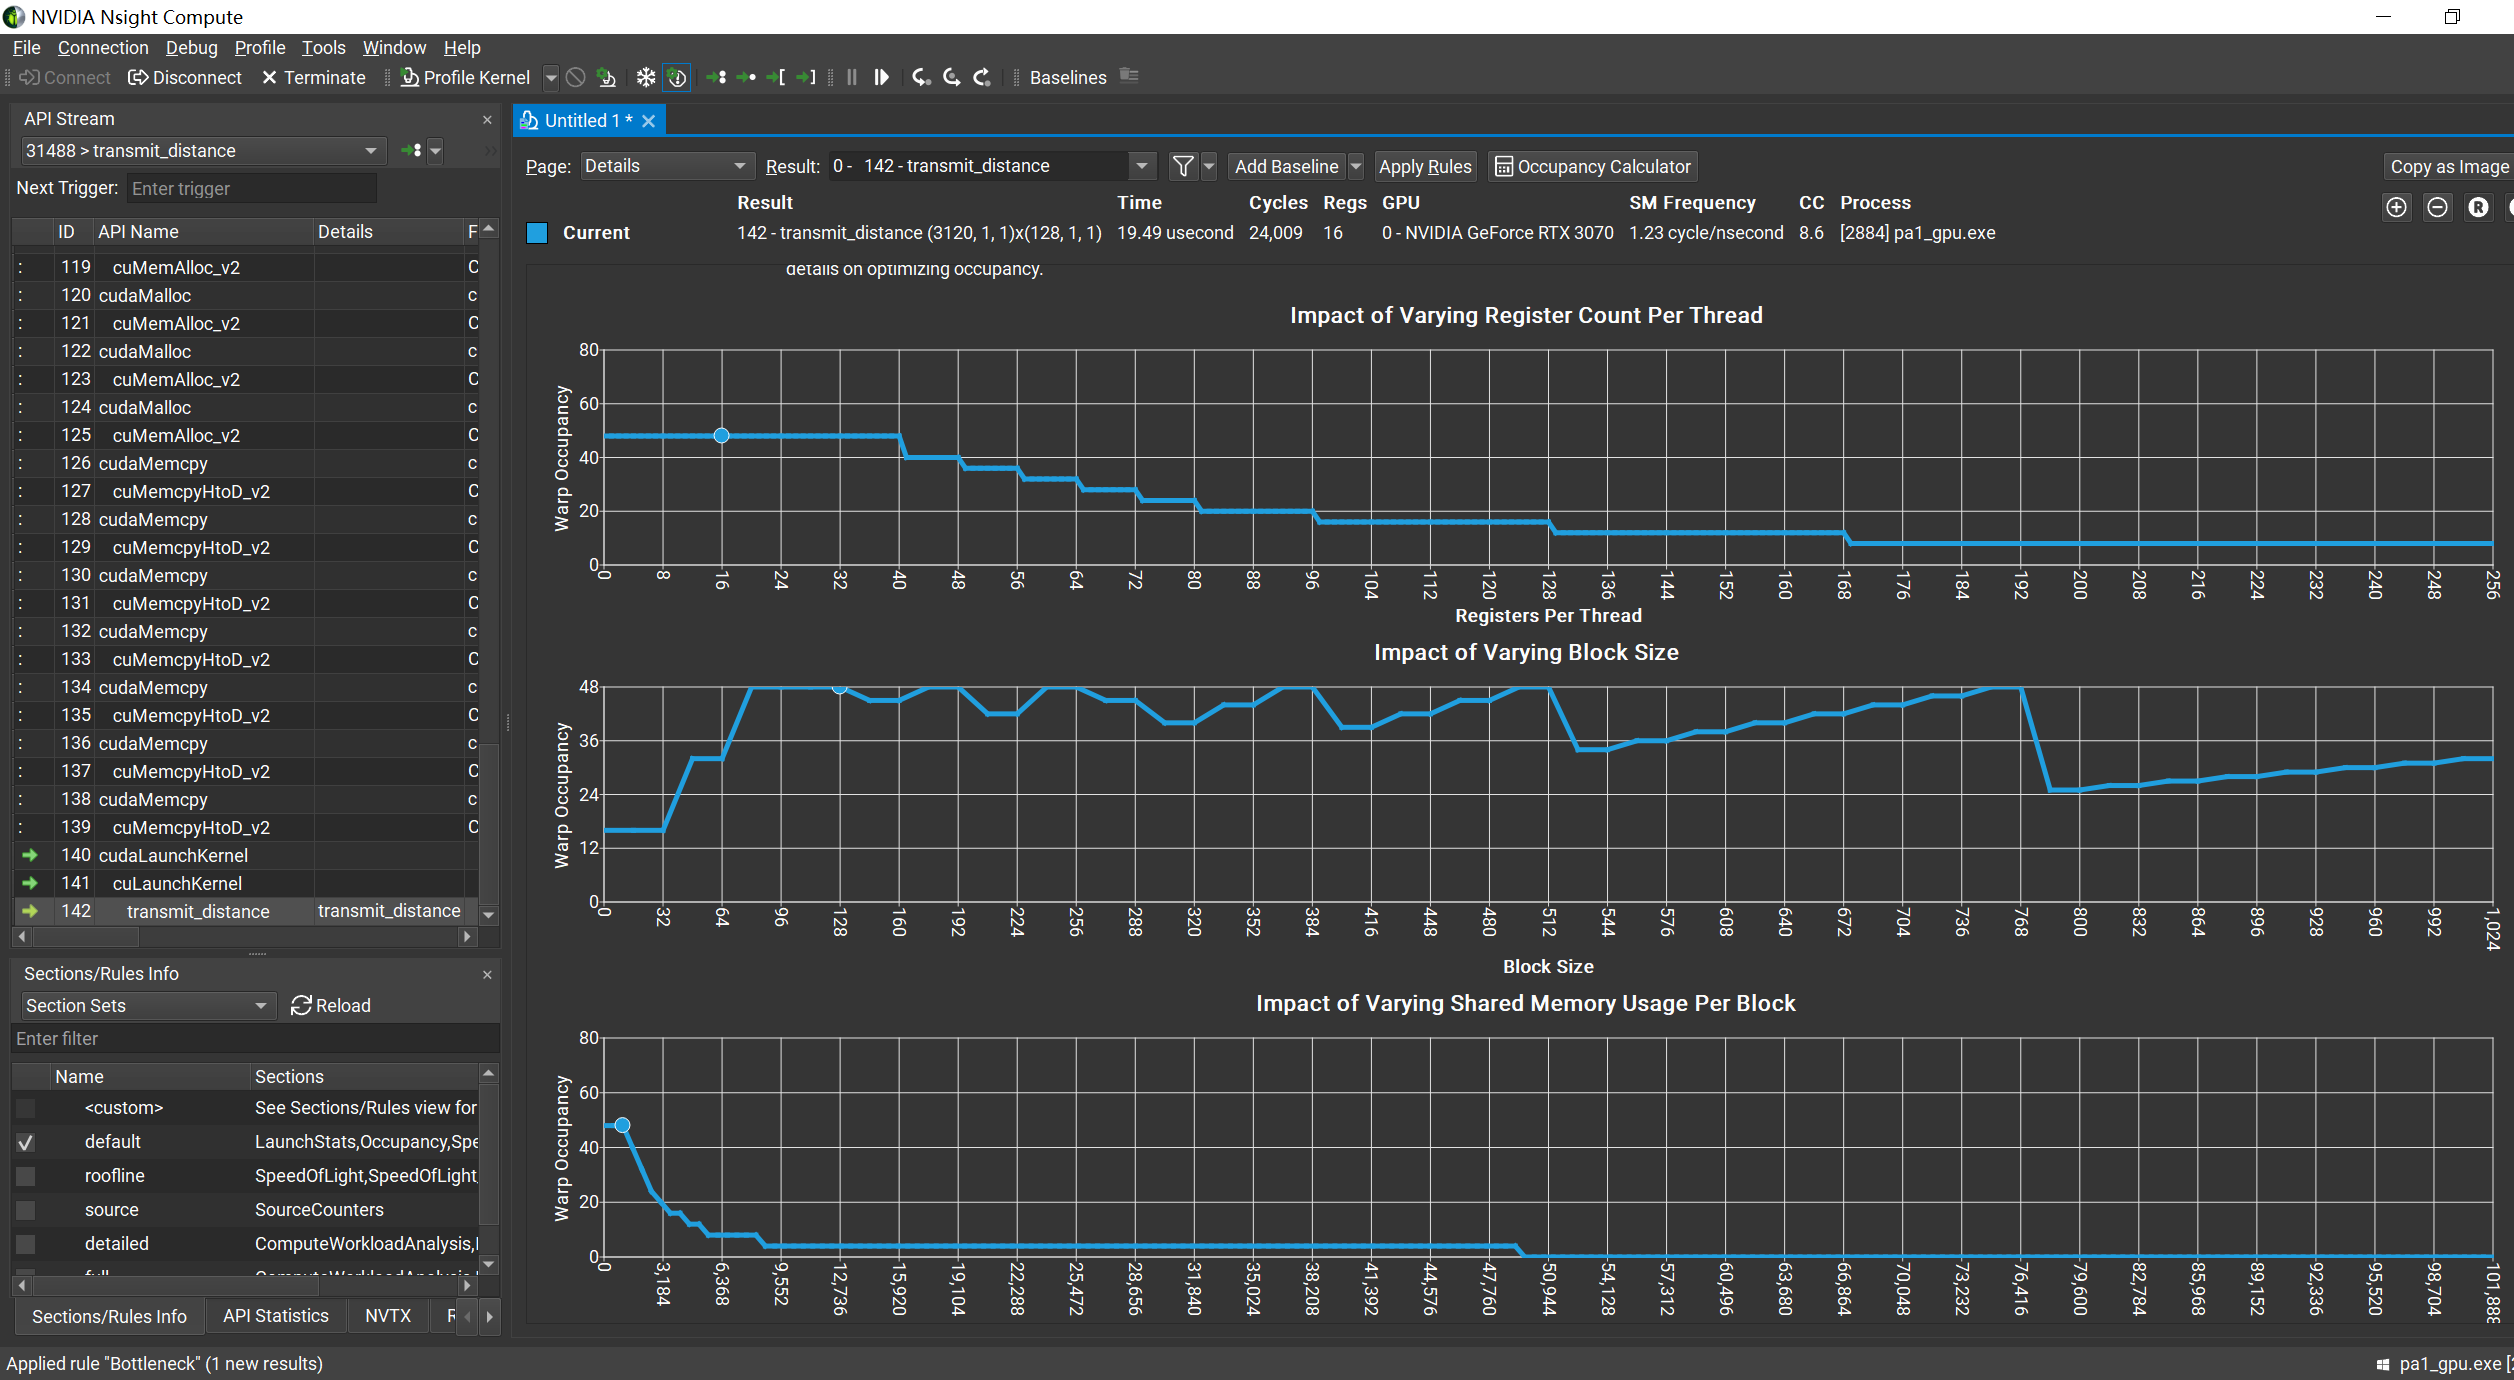 NVIDIA Nsight Compute
File Connection Debug Profile Tools Window Help
Connect Disconnect Terminate Profile Kernel Baselines
API Stream
31488 > transmit_distance
Next Trigger: Enter trigger
ID API Name Details F
: 119 cuMemAlloc_v2 C
: 120 cudaMalloc c
: 121 cuMemAlloc_v2 C
: 122 cudaMalloc c
: 123 cuMemAlloc_v2 C
: 124 cudaMalloc c
: 125 cuMemAlloc_v2 C
: 126 cudaMemcpy c
: 127 cuMemcpyHtoD_v2 C
: 128 cudaMemcpy c
: 129 cuMemcpyHtoD_v2 C
: 130 cudaMemcpy c
: 131 cuMemcpyHtoD_v2 C
: 132 cudaMemcpy c
: 133 cuMemcpyHtoD_v2 C
: 134 cudaMemcpy c
: 135 cuMemcpyHtoD_v2 C
: 136 cudaMemcpy c
: 137 cuMemcpyHtoD_v2 C
: 138 cudaMemcpy c
: 139 cuMemcpyHtoD_v2 C
140 cudaLaunchKernel
141 cuLaunchKernel
142 transmit_distance transmit_distance
Sections/Rules Info
Section Sets Reload
Enter filter
Name Sections
<custom> See Sections/Rules view for
default LaunchStats,Occupancy,Spe
roofline SpeedOfLight,SpeedOfLight,
source SourceCounters
detailed ComputeWorkloadAnalysis,
Sections/Rules Info API Statistics NVTX R
Applied rule "Bottleneck" (1 new results)
Untitled 1 *
Page: Details Result: 0 - 142 - transmit_distance Add Baseline Apply Rules Occupancy Calculator Copy as Image
Result Time Cycles Regs GPU SM Frequency CC Process
Current 142 - transmit_distance (3120, 1, 1)x(128, 1, 1) 19.49 usecond 24,009 16 0 - NVIDIA GeForce RTX 3070 1.23 cycle/nsecond 8.6 [2884] pa1_gpu.exe
details on optimizing occupancy.
Impact of Varying Register Count Per Thread
Warp Occupancy
80
60
40
20
0
0 8 16 24 32 40 48 56 64 72 80 88 96 104 112 120 128 136 144 152 160 168 176 184 192 200 208 216 224 232 240 248 256
Registers Per Thread
Impact of Varying Block Size
Warp Occupancy
48
36
24
12
0
0 32 64 96 128 160 192 224 256 288 320 352 384 416 448 480 512 544 576 608 640 672 704 736 768 800 832 864 896 928 960 992 1,024
Block Size
Impact of Varying Shared Memory Usage Per Block
Warp Occupancy
80
60
40
20
0
0 3,184 6,368 9,552 12,736 15,920 19,104 22,288 25,472 28,656 31,840 35,024 38,208 41,392 44,576 47,760 50,944 54,128 57,312 60,496 63,680 66,864 70,048 73,232 76,416 79,600 82,784 85,968 89,152 92,336 95,520 98,704 101,888
pa1_gpu.exe [2